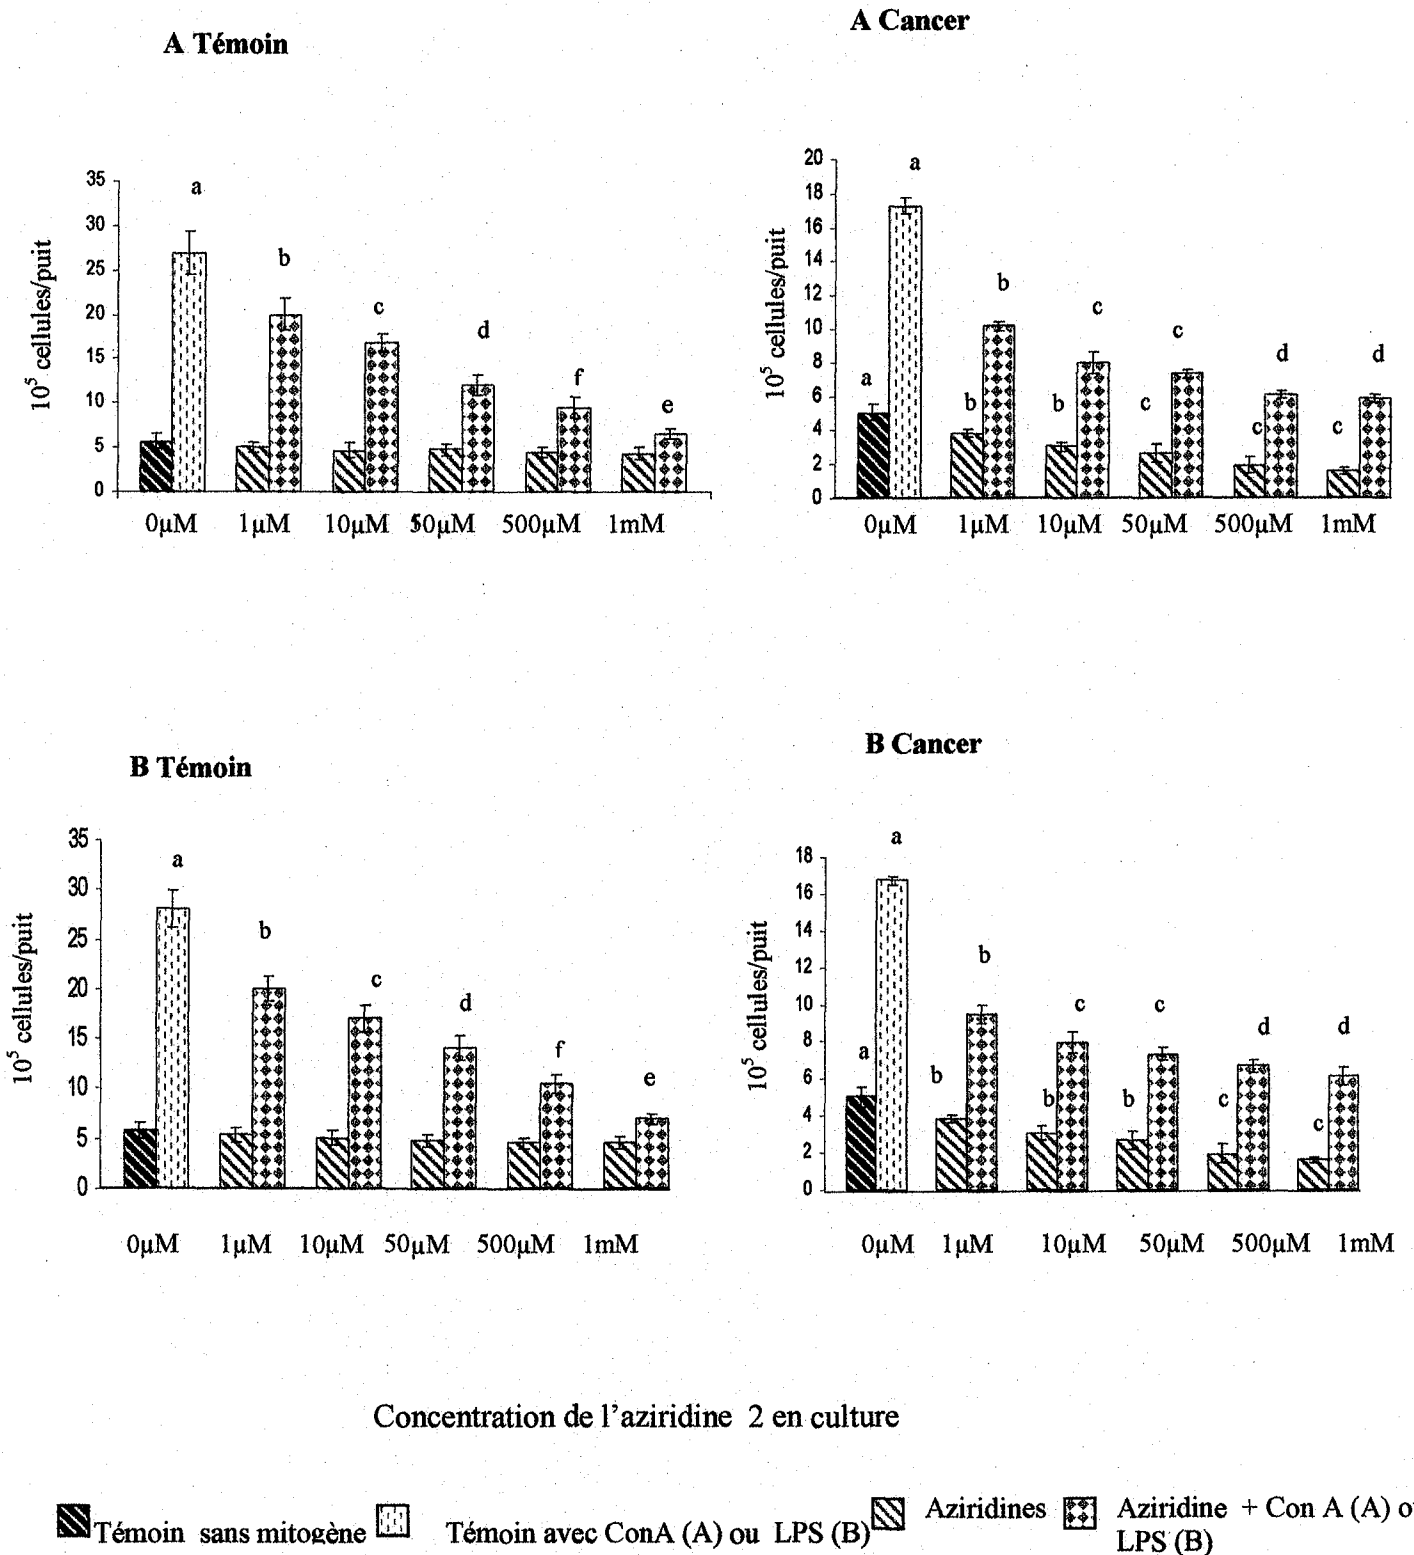 A Témoin
35
30
25
20
15
10
5
0
10⁵ cellules/puit
a
b
c
d
f
e
0µM 1µM 10µM 50µM 500µM 1mM
A Cancer
20
18
16
14
12
10
8
6
4
2
0
10⁵ cellules/puit
a
a
b
b
b
c
c
c
c
d
c
d
0µM 1µM 10µM 50µM 500µM 1mM
B Témoin
35
30
25
20
15
10
5
0
10⁵ cellules/puit
a
b
c
d
f
e
0µM 1µM 10µM 50µM 500µM 1mM
B Cancer
18
16
14
12
10
8
6
4
2
0
10⁵ cellules/puit
a
a
b
b
b
c
b
c
c
d
c
d
0µM 1µM 10µM 50µM 500µM 1mM
Concentration de l'aziridine 2 en culture
Témoin sans mitogène
Témoin avec ConA (A) ou LPS (B)
Aziridines
Aziridine + Con A (A) o
LPS (B)